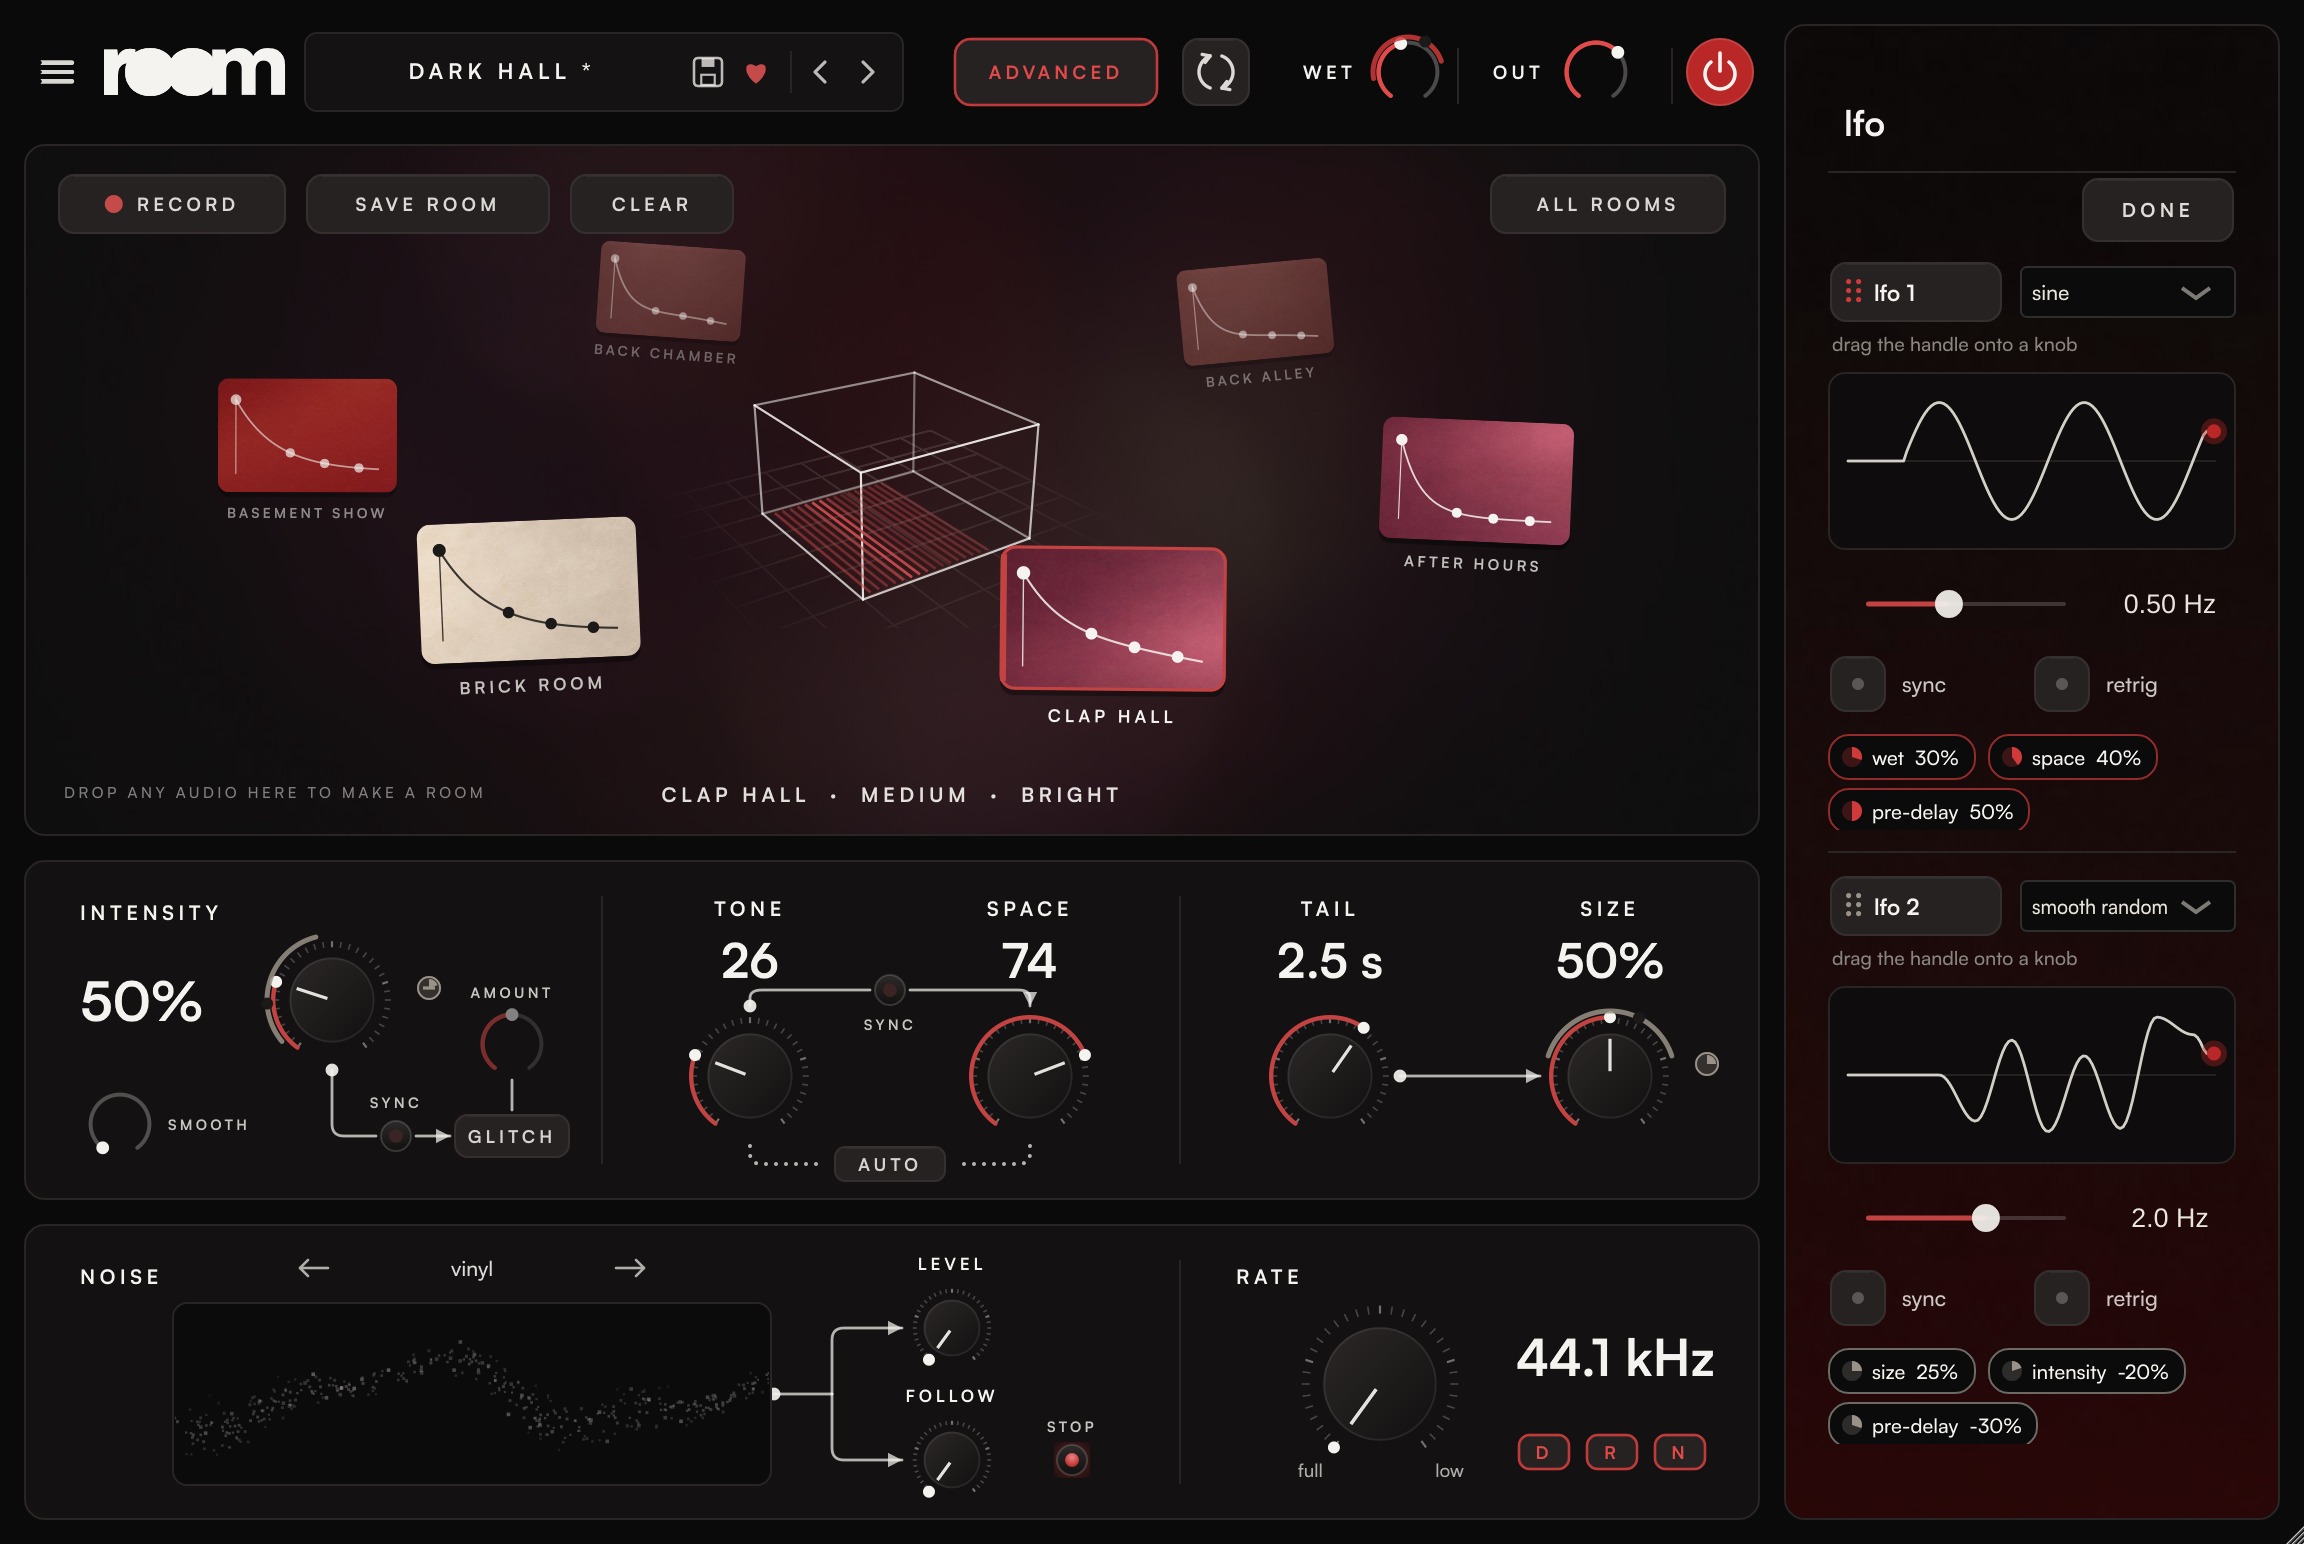 room
DARK HALL *
ADVANCED
WET
OUT
RECORD
SAVE ROOM
CLEAR
ALL ROOMS
BACK CHAMBER
BACK ALLEY
BASEMENT SHOW
AFTER HOURS
BRICK ROOM
CLAP HALL
DROP ANY AUDIO HERE TO MAKE A ROOM
CLAP HALL • MEDIUM • BRIGHT
INTENSITY
50%
AMOUNT
SMOOTH
SYNC
GLITCH
TONE
SPACE
26
74
SYNC
AUTO
TAIL
SIZE
2.5 s
50%
NOISE
vinyl
LEVEL
FOLLOW
STOP
RATE
44.1 kHz
full
low
D
R
N
lfo
DONE
lfo 1
sine
drag the handle onto a knob
0.50 Hz
sync
retrig
wet 30%
space 40%
pre-delay 50%
lfo 2
smooth random
drag the handle onto a knob
2.0 Hz
sync
retrig
size 25%
intensity -20%
pre-delay -30%